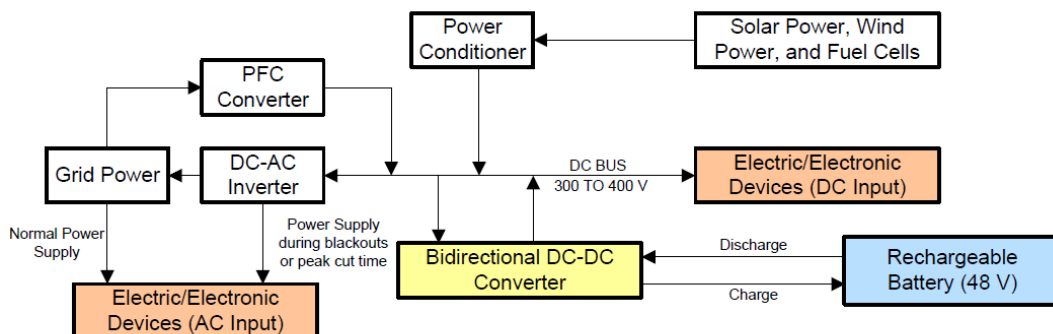 Power
Conditioner
Solar Power, Wind
Power, and Fuel Cells
PFC
Converter
Grid Power
DC-AC
Inverter
DC BUS
300 TO 400 V
Electric/Electronic
Devices (DC Input)
Normal Power
Supply
Power Supply
during blackouts
or peak cut time
Bidirectional DC-DC
Converter
Discharge
Charge
Rechargeable
Battery (48 V)
Electric/Electronic
Devices (AC Input)